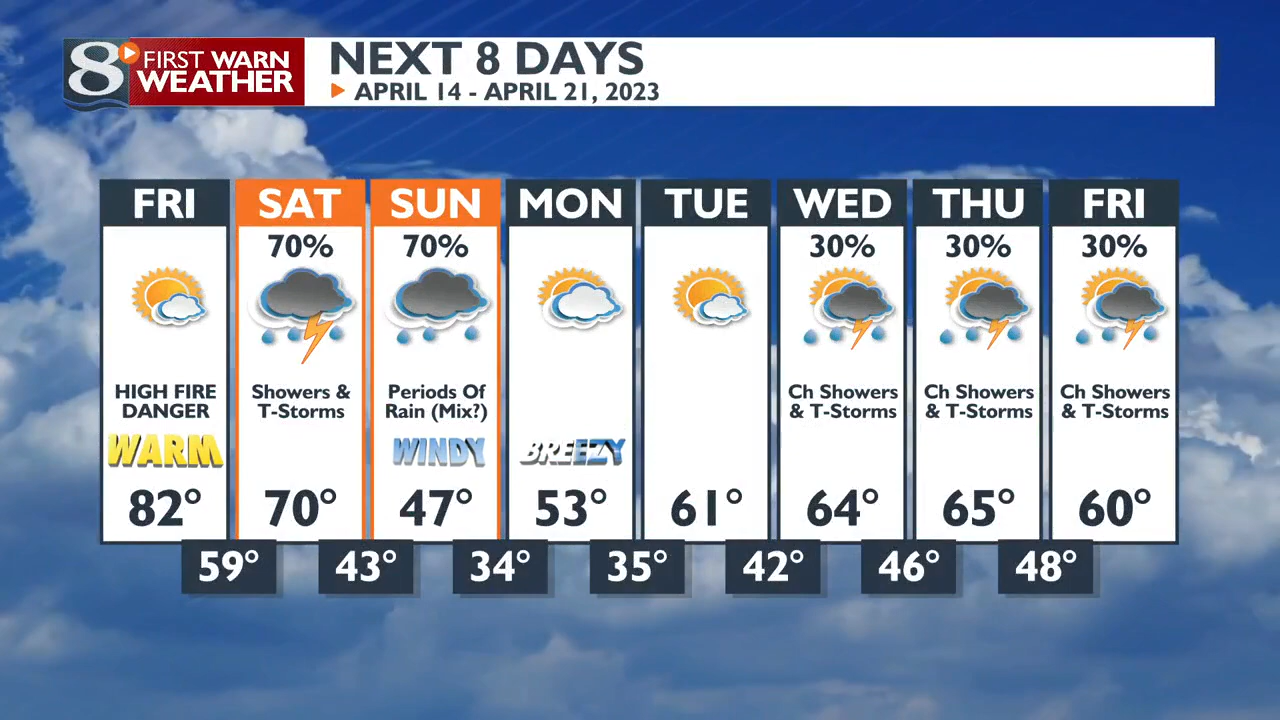 8 FIRST WARN
WEATHER
NEXT 8 DAYS
APRIL 14 - APRIL 21, 2023
FRI SAT SUN MON TUE WED THU FRI
70% 70% 30% 30% 30%
HIGH FIRE Showers & Periods Of Ch Showers Ch Showers Ch Showers
DANGER T-Storms Rain (Mix?) & T-Storms & T-Storms & T-Storms
WARM WINDY BREEZY
82° 70° 47° 53° 61° 64° 65° 60°
59° 43° 34° 35° 42° 46° 48°